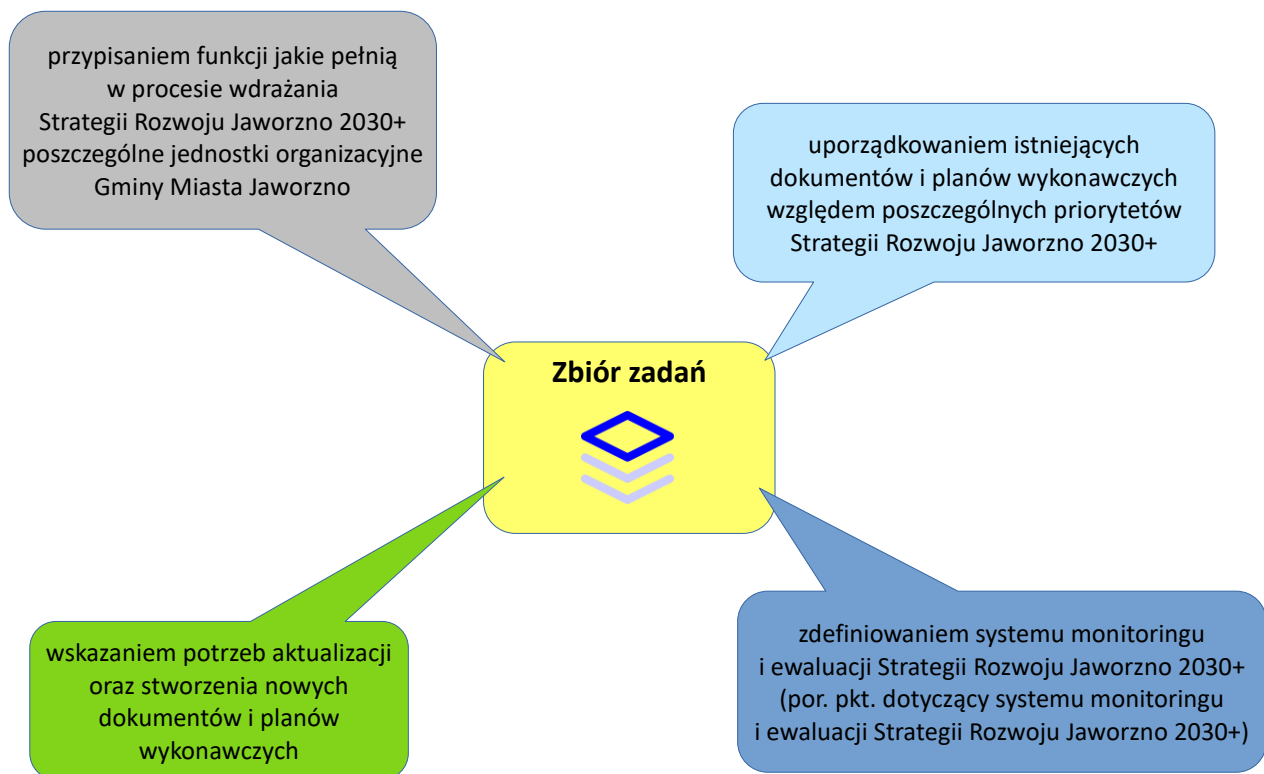 przypisaniem funkcji jakie pełnią
w procesie wdrażania
Strategii Rozwoju Jaworzno 2030+
poszczególne jednostki organizacyjne
Gminy Miasta Jaworzno
uporządkowaniem istniejących
dokumentów i planów wykonawczych
względem poszczególnych priorytetów
Strategii Rozwoju Jaworzno 2030+
Zbiór zadań
wskazaniem potrzeb aktualizacji
oraz stworzenia nowych
dokumentów i planów
wykonawczych
zdefiniowaniem systemu monitoringu
i ewaluacji Strategii Rozwoju Jaworzno 2030+
(por. pkt. dotyczący systemu monitoringu
i ewaluacji Strategii Rozwoju Jaworzno 2030+)